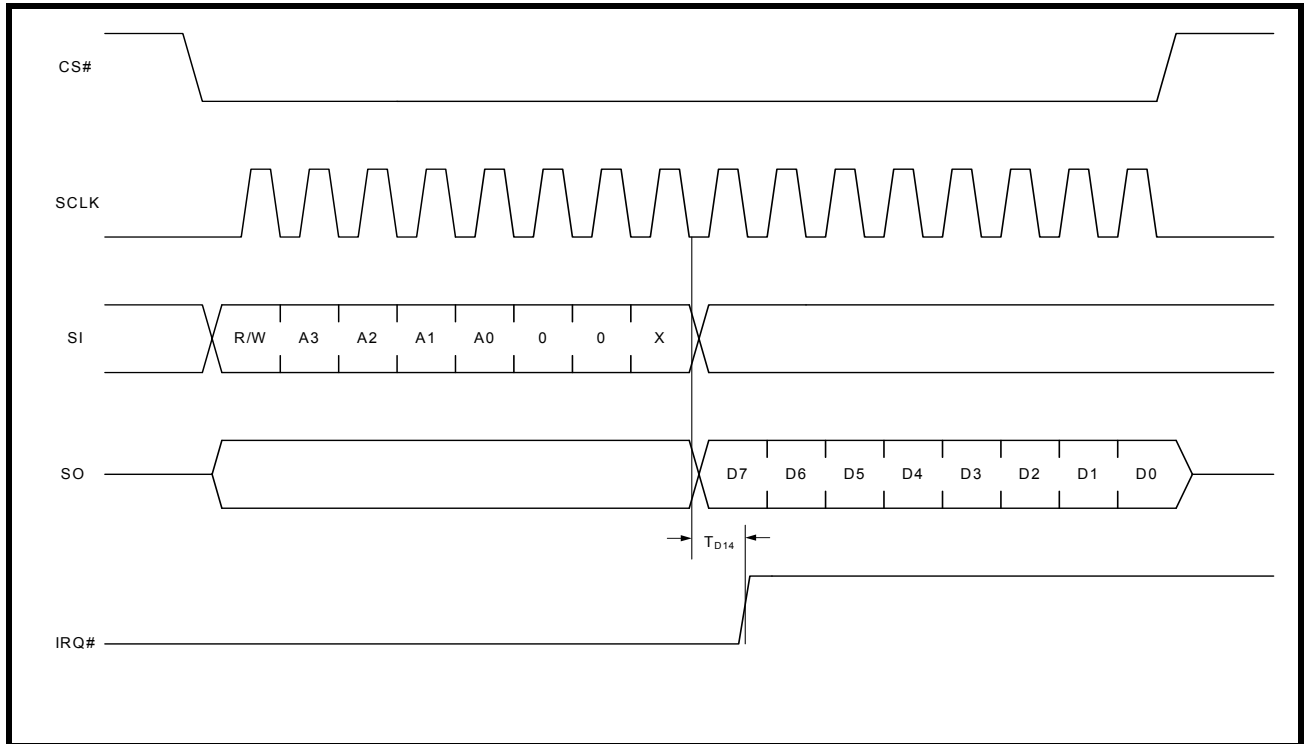 CS#
SCLK
SI
R/W A3 A2 A1 A0 0 0 X
SO
D7 D6 D5 D4 D3 D2 D1 D0
TD14
IRQ#